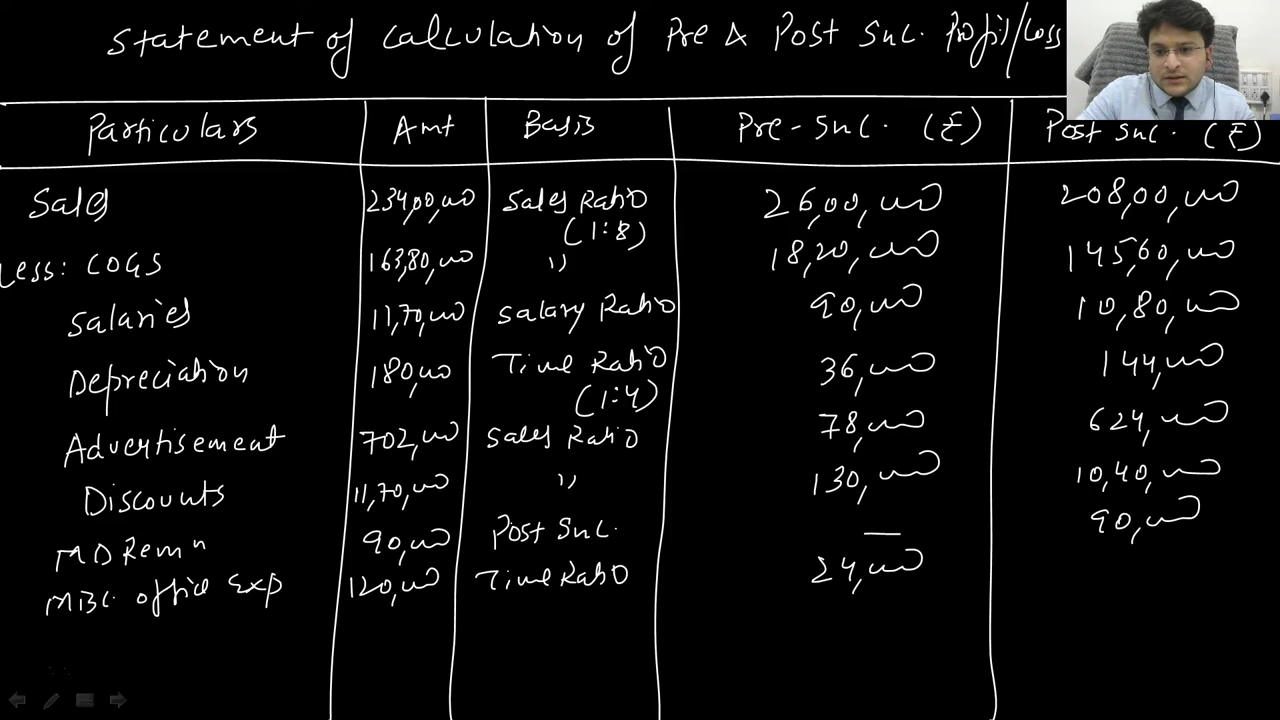 Statement of Calculation of Pre & Post Inc. Profit/Loss
Particulars Amt Basis Pre-Inc. (₹) Post Inc. (₹)
Sales 234,00,000 Sales Ratio 26,00,000 208,00,000
(1:8)
Less: COGS 163,80,000 ,, 18,20,000 145,60,000
Salaries 11,70,000 Salary Ratio 90,000 10,80,000
Depreciation 180,000 Time Ratio 36,000 144,000
(1:4)
Advertisement 702,000 Sales Ratio 78,000 624,000
Discounts 11,70,000 ,, 130,000 10,40,000
MD Remn 90,000 Post Inc. — 90,000
Misc. office Exp 120,000 Time Ratio 24,000